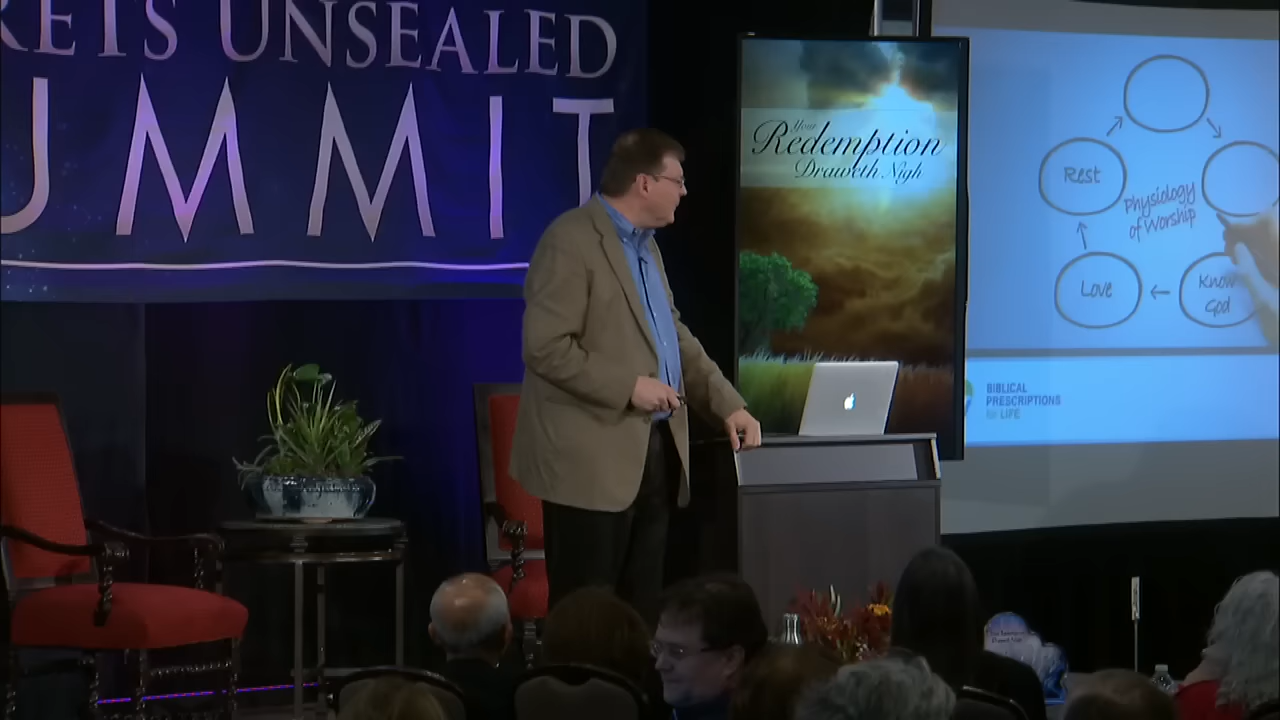 RETS UNSEALED
UMMIT
Your
Redemption
Draweth Nigh
Rest
Physiology
of Worship
Love
Know
God
BIBLICAL
PRESCRIPTIONS
for LIFE